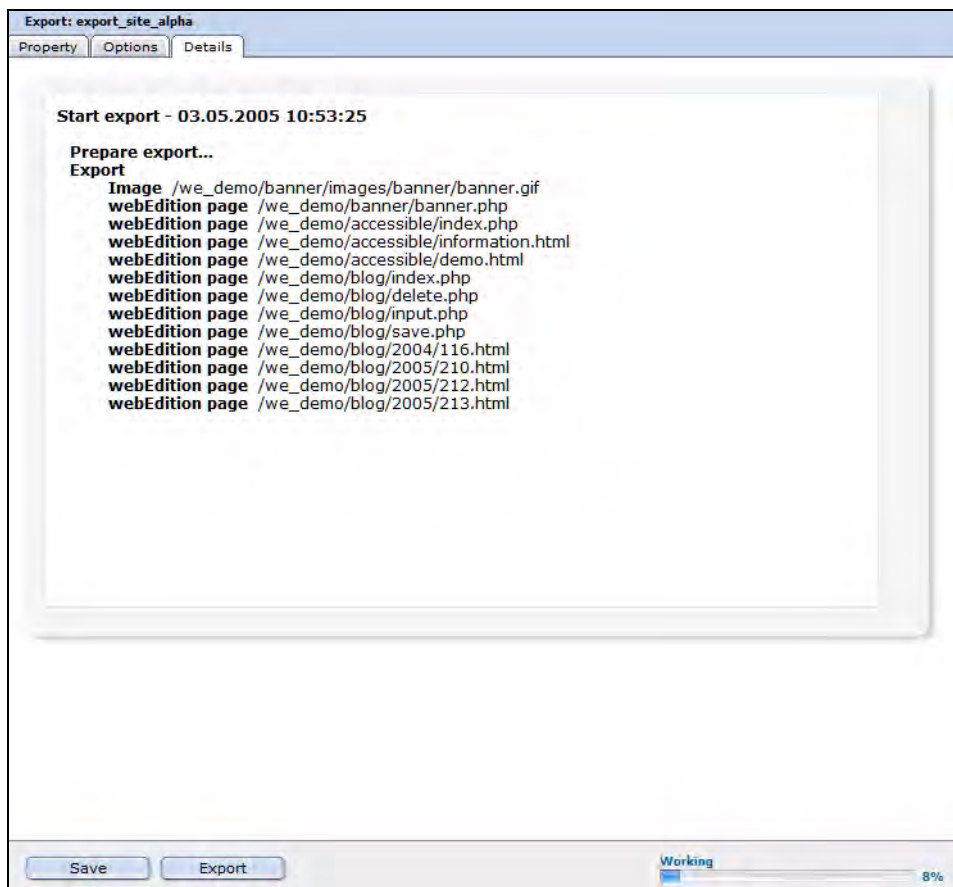 Export: export_site_alpha
Property Options Details
Start export - 03.05.2005 10:53:25
Prepare export...
Export
Image /we_demo/banner/images/banner/banner.gif
webEdition page /we_demo/banner/banner.php
webEdition page /we_demo/accessible/index.php
webEdition page /we_demo/accessible/information.html
webEdition page /we_demo/accessible/demo.html
webEdition page /we_demo/blog/index.php
webEdition page /we_demo/blog/delete.php
webEdition page /we_demo/blog/input.php
webEdition page /we_demo/blog/save.php
webEdition page /we_demo/blog/2004/116.html
webEdition page /we_demo/blog/2005/210.html
webEdition page /we_demo/blog/2005/212.html
webEdition page /we_demo/blog/2005/213.html
Save Export Working
8%